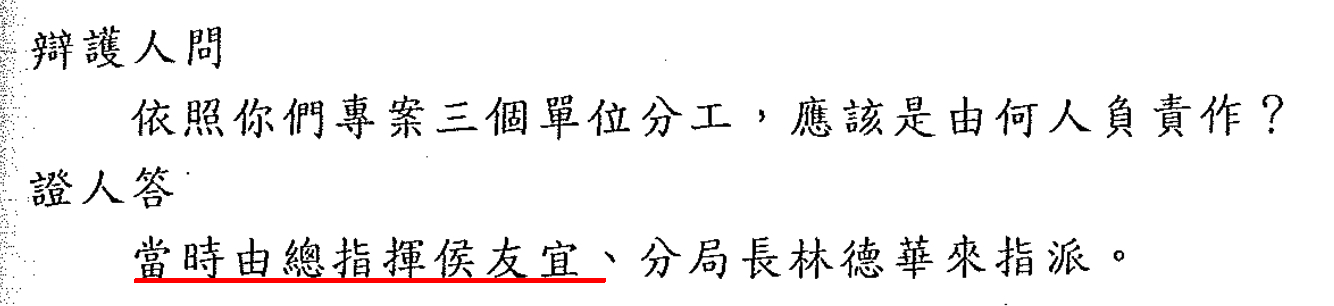 辯護人問
依照你們專案三個單位分工，應該是由何人負責作？
證人答
當時由總指揮侯友宜、分局長林德華來指派。